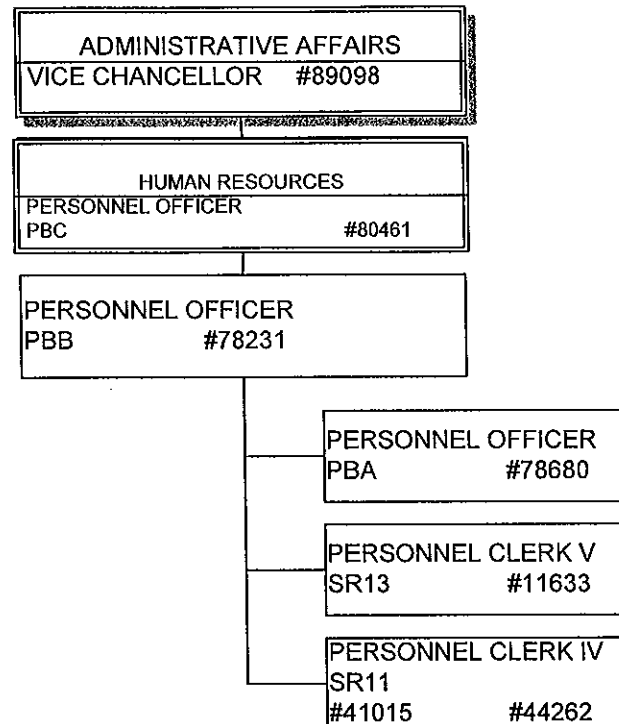 ADMINISTRATIVE AFFAIRS
VICE CHANCELLOR #89098
HUMAN RESOURCES
PERSONNEL OFFICER
PBC #80461
PERSONNEL OFFICER
PBB #78231
PERSONNEL OFFICER
PBA #78680
PERSONNEL CLERK V
SR13 #11633
PERSONNEL CLERK IV
SR11
#41015 #44262